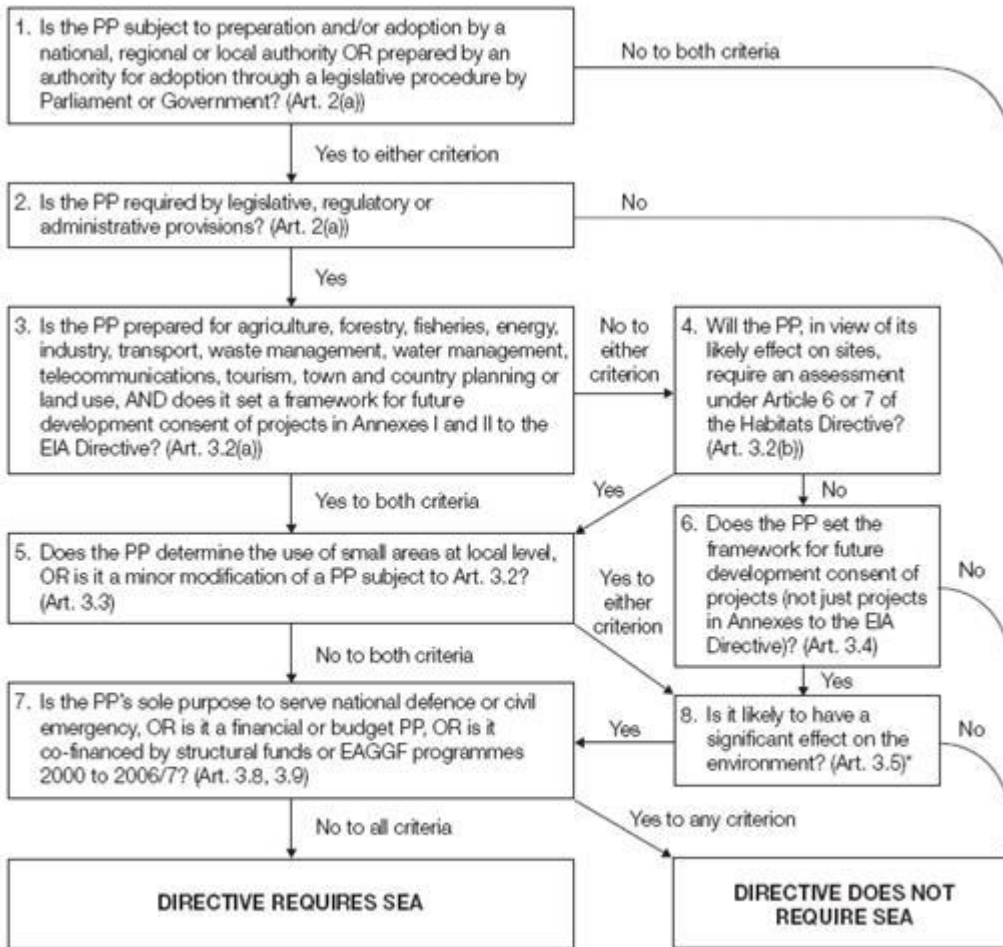 1. Is the PP subject to preparation and/or adoption by a
national, regional or local authority OR prepared by an
authority for adoption through a legislative procedure by
Parliament or Government? (Art. 2(a))
No to both criteria
Yes to either criterion
2. Is the PP required by legislative, regulatory or
administrative provisions? (Art. 2(a))
No
Yes
3. Is the PP prepared for agriculture, forestry, fisheries, energy,
industry, transport, waste management, water management,
telecommunications, tourism, town and country planning or
land use, AND does it set a framework for future
development consent of projects in Annexes I and II to the
EIA Directive? (Art. 3.2(a))
No to
either
criterion
4. Will the PP, in view of its
likely effect on sites,
require an assessment
under Article 6 or 7 of
the Habitats Directive?
(Art. 3.2(b))
Yes to both criteria
Yes
No
5. Does the PP determine the use of small areas at local level,
OR is it a minor modification of a PP subject to Art. 3.2?
(Art. 3.3)
Yes to
either
criterion
6. Does the PP set the
framework for future
development consent of
projects (not just projects
in Annexes to the EIA
Directive)? (Art. 3.4)
No
No to both criteria
Yes
7. Is the PP's sole purpose to serve national defence or civil
emergency, OR is it a financial or budget PP, OR is it
co-financed by structural funds or EAGGF programmes
2000 to 2006/7? (Art. 3.8, 3.9)
Yes
8. Is it likely to have a
significant effect on the
environment? (Art. 3.5)*
No
No to all criteria
Yes to any criterion
DIRECTIVE REQUIRES SEA
DIRECTIVE DOES NOT
REQUIRE SEA